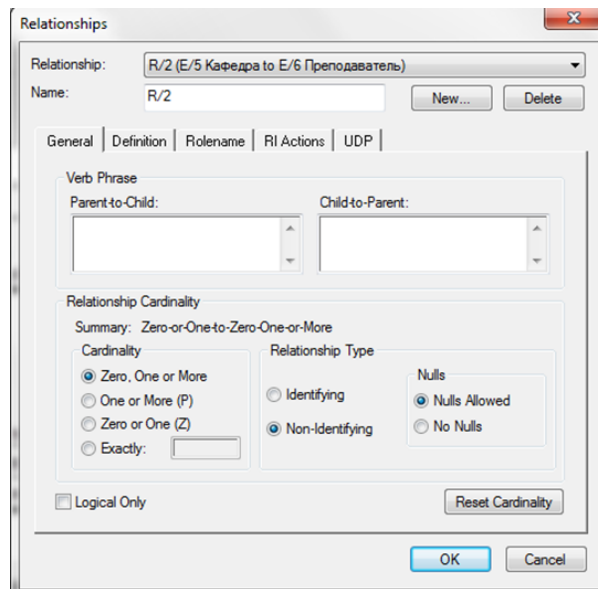 Relationships
Relationship: R/2 (E/5 Кафедра to E/6 Преподаватель)
Name: R/2 New... Delete
General Definition Rolename RI Actions UDP
Verb Phrase
Parent-to-Child: Child-to-Parent:
Relationship Cardinality
Summary: Zero-or-One-to-Zero-One-or-More
Cardinality Relationship Type
Zero, One or More Identifying Nulls
One or More (P) Nulls Allowed
Zero or One (Z) Non-Identifying No Nulls
Exactly:
Logical Only Reset Cardinality
OK Cancel